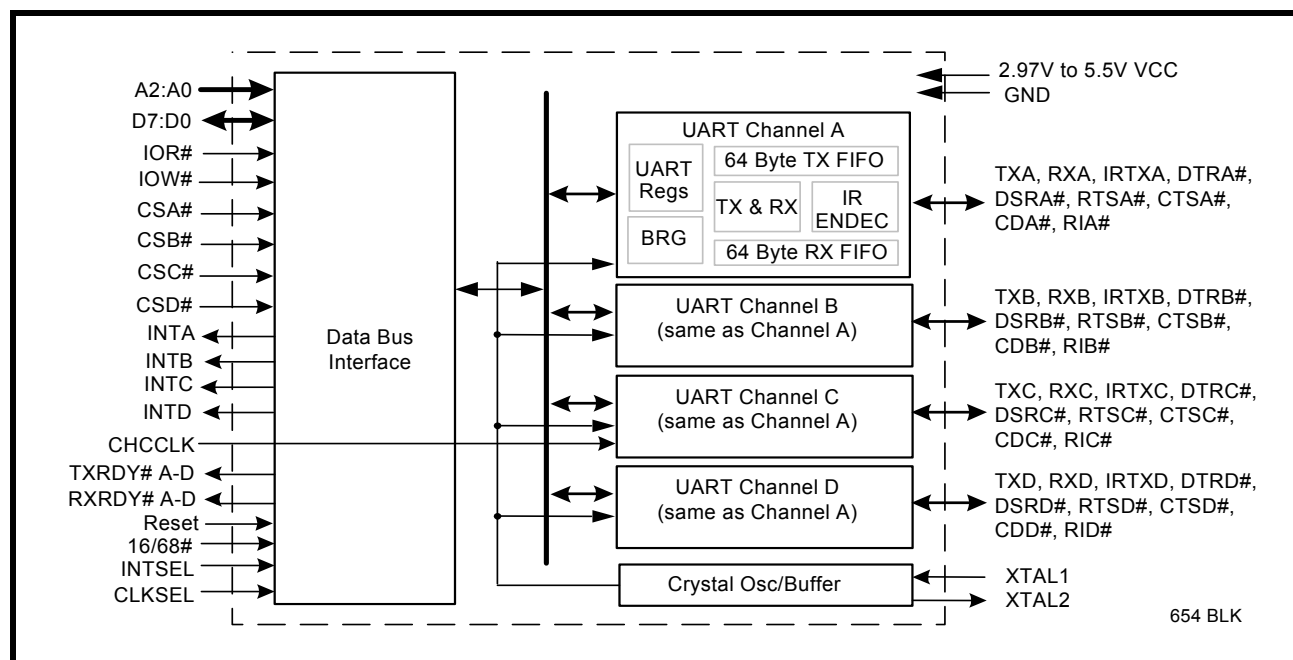 A2:A0
D7:D0
IOR#
IOW#
CSA#
CSB#
CSC#
CSD#
INTA
INTB
INTC
INTD
CHCCLK
TXRDY# A-D
RXRDY# A-D
Reset
16/68#
INTSEL
CLKSEL
Data Bus
Interface
UART Channel A
UART
Regs
BRG
64 Byte TX FIFO
TX & RX
IR
ENDEC
64 Byte RX FIFO
UART Channel B
(same as Channel A)
UART Channel C
(same as Channel A)
UART Channel D
(same as Channel A)
Crystal Osc/Buffer
2.97V to 5.5V VCC
GND
TXA, RXA, IRTXA, DTRA#,
DSRA#, RTSA#, CTSA#,
CDA#, RIA#
TXB, RXB, IRTXB, DTRB#,
DSRB#, RTSB#, CTSB#,
CDB#, RIB#
TXC, RXC, IRTXC, DTRC#,
DSRC#, RTSC#, CTSC#,
CDC#, RIC#
TXD, RXD, IRTXD, DTRD#,
DSRD#, RTSD#, CTSD#,
CDD#, RID#
XTAL1
XTAL2
654 BLK